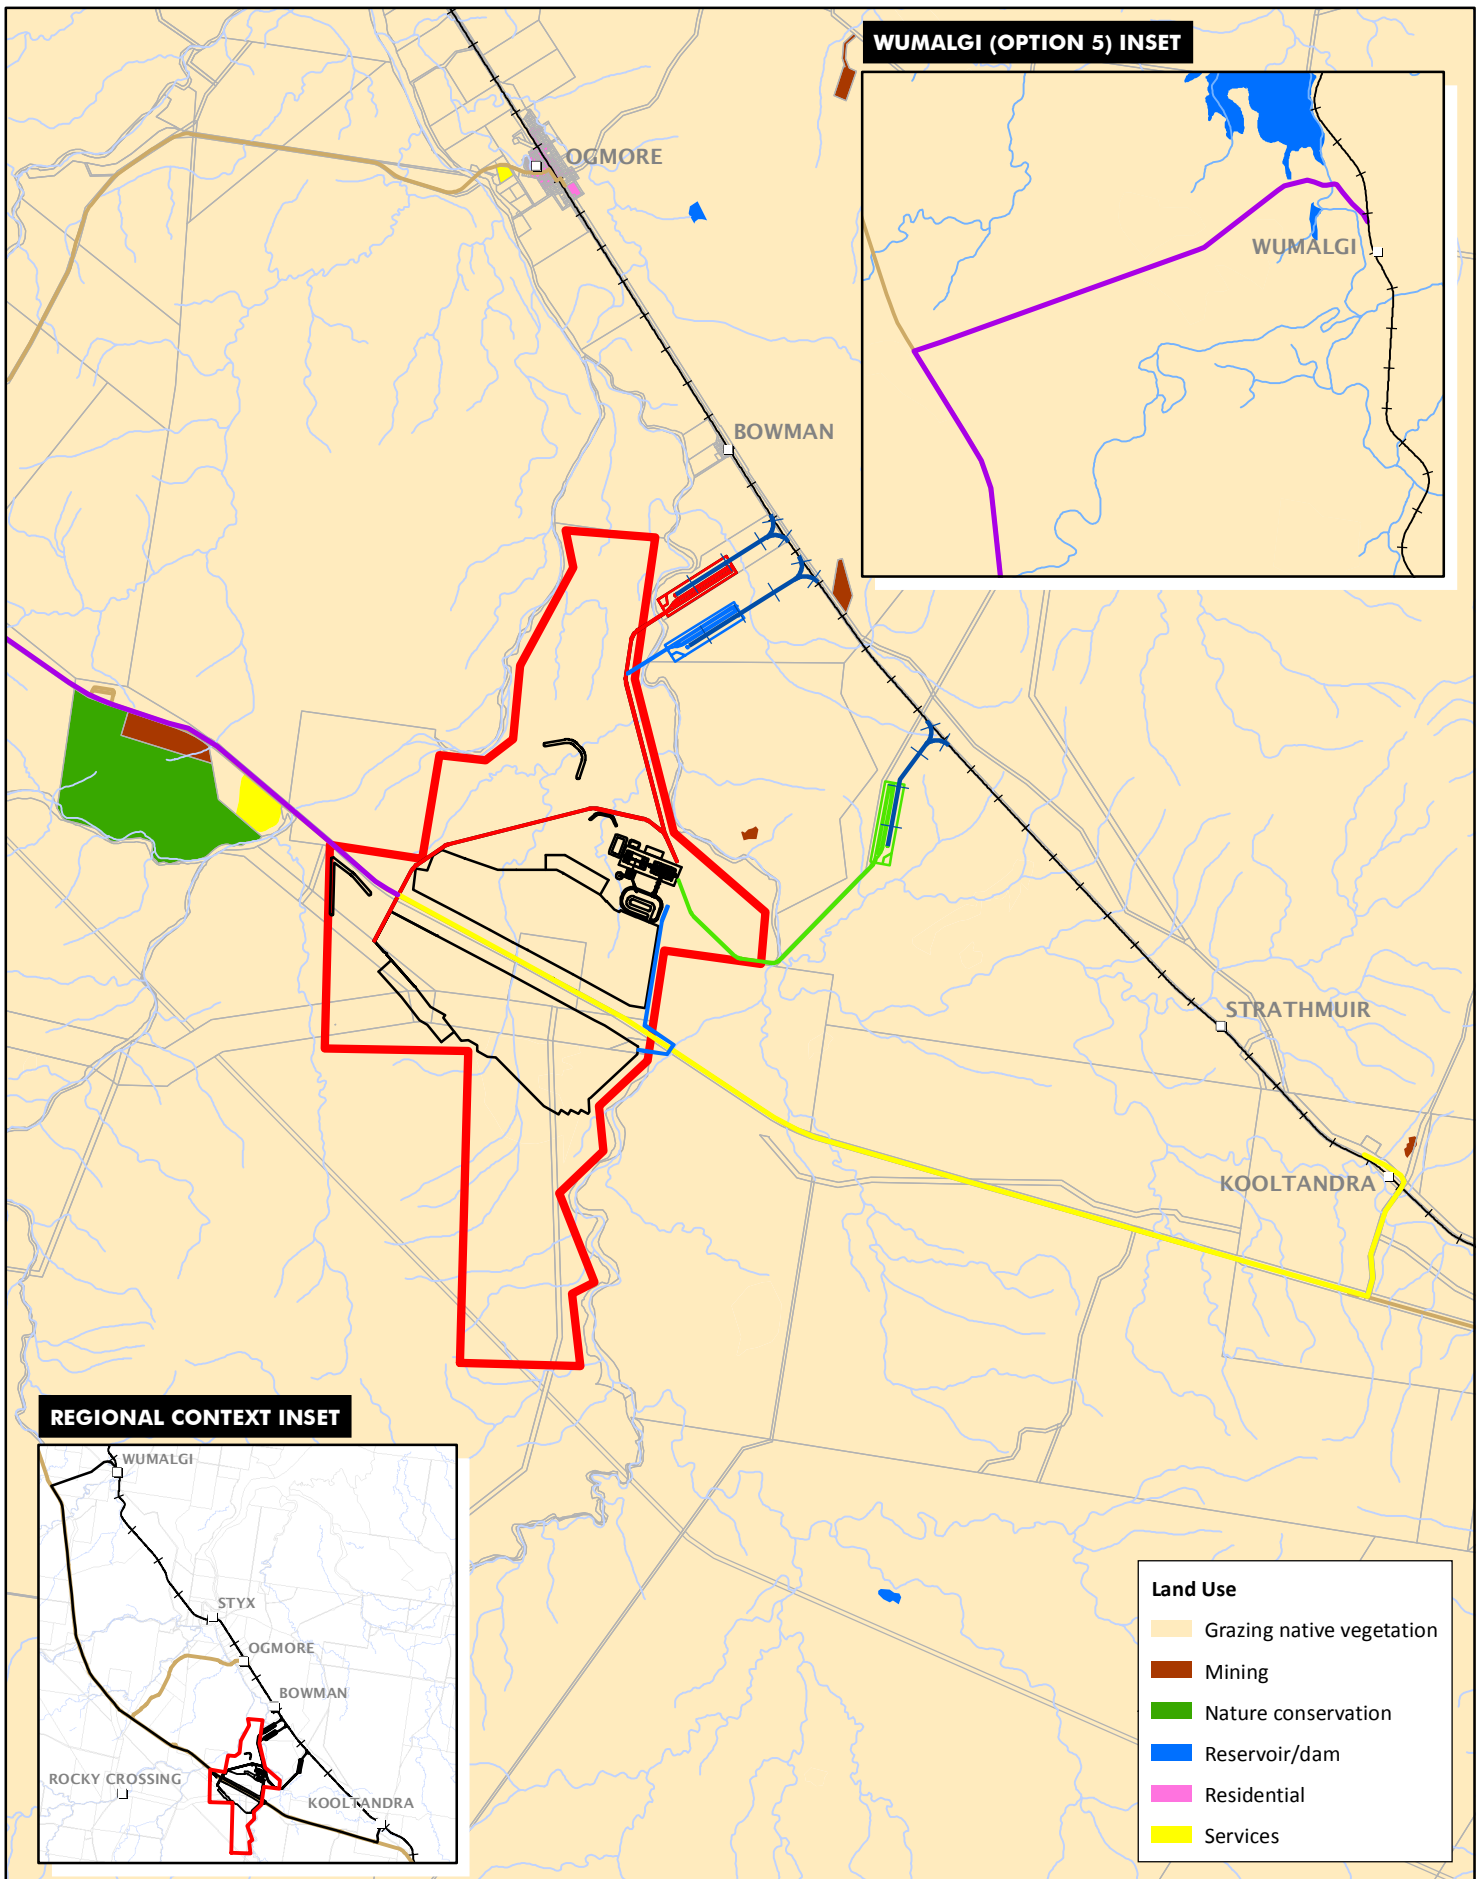 WUMALGI (OPTION 5) INSET
OGMORE
WUMALGI
BOWMAN
STRATHMUIR
KOOLTANDRA
REGIONAL CONTEXT INSET
WUMALGI
STYX
OGMORE
BOWMAN
ROCKY CROSSING
KOOLTANDRA
Land Use
Grazing native vegetation
Mining
Nature conservation
Reservoir/dam
Residential
Services